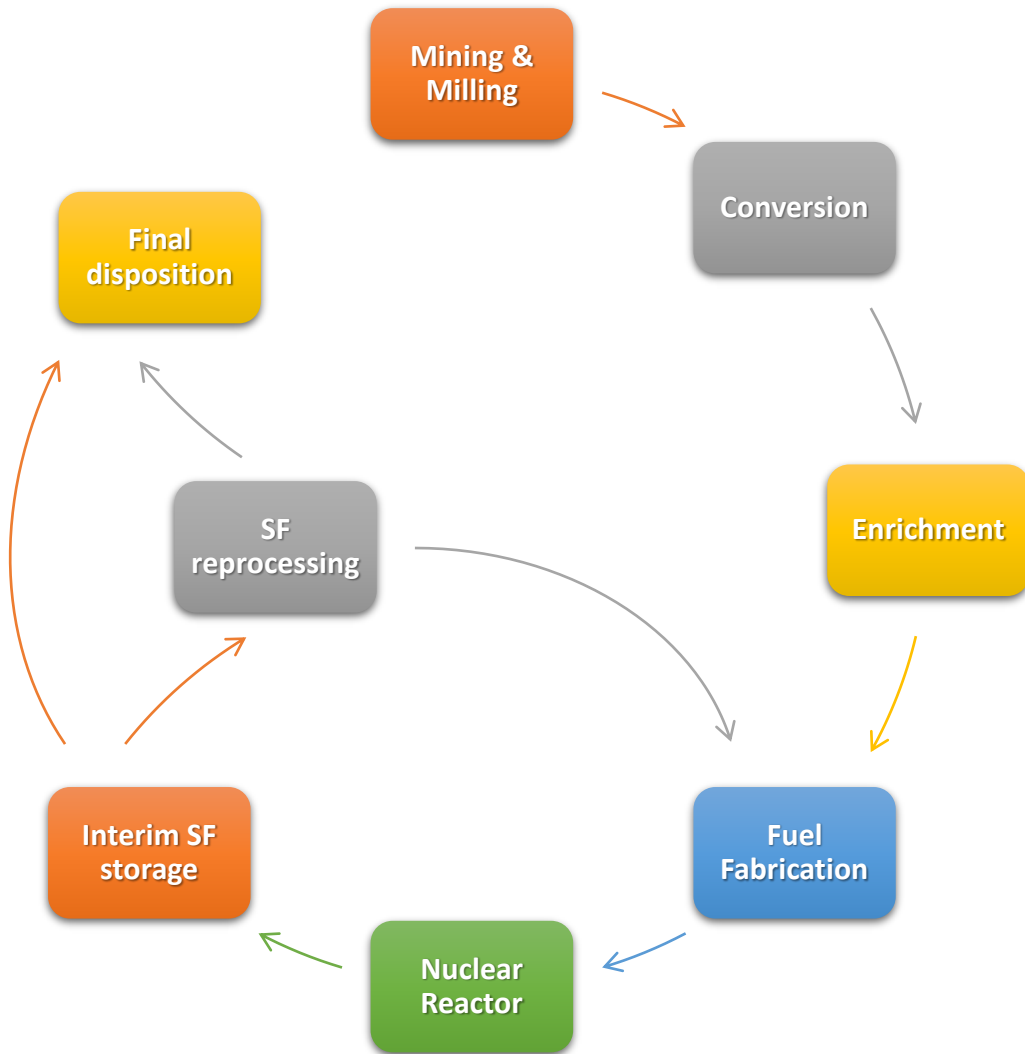 Mining &
Milling
Conversion
Final
disposition
SF
reprocessing
Enrichment
Interim SF
storage
Fuel
Fabrication
Nuclear
Reactor